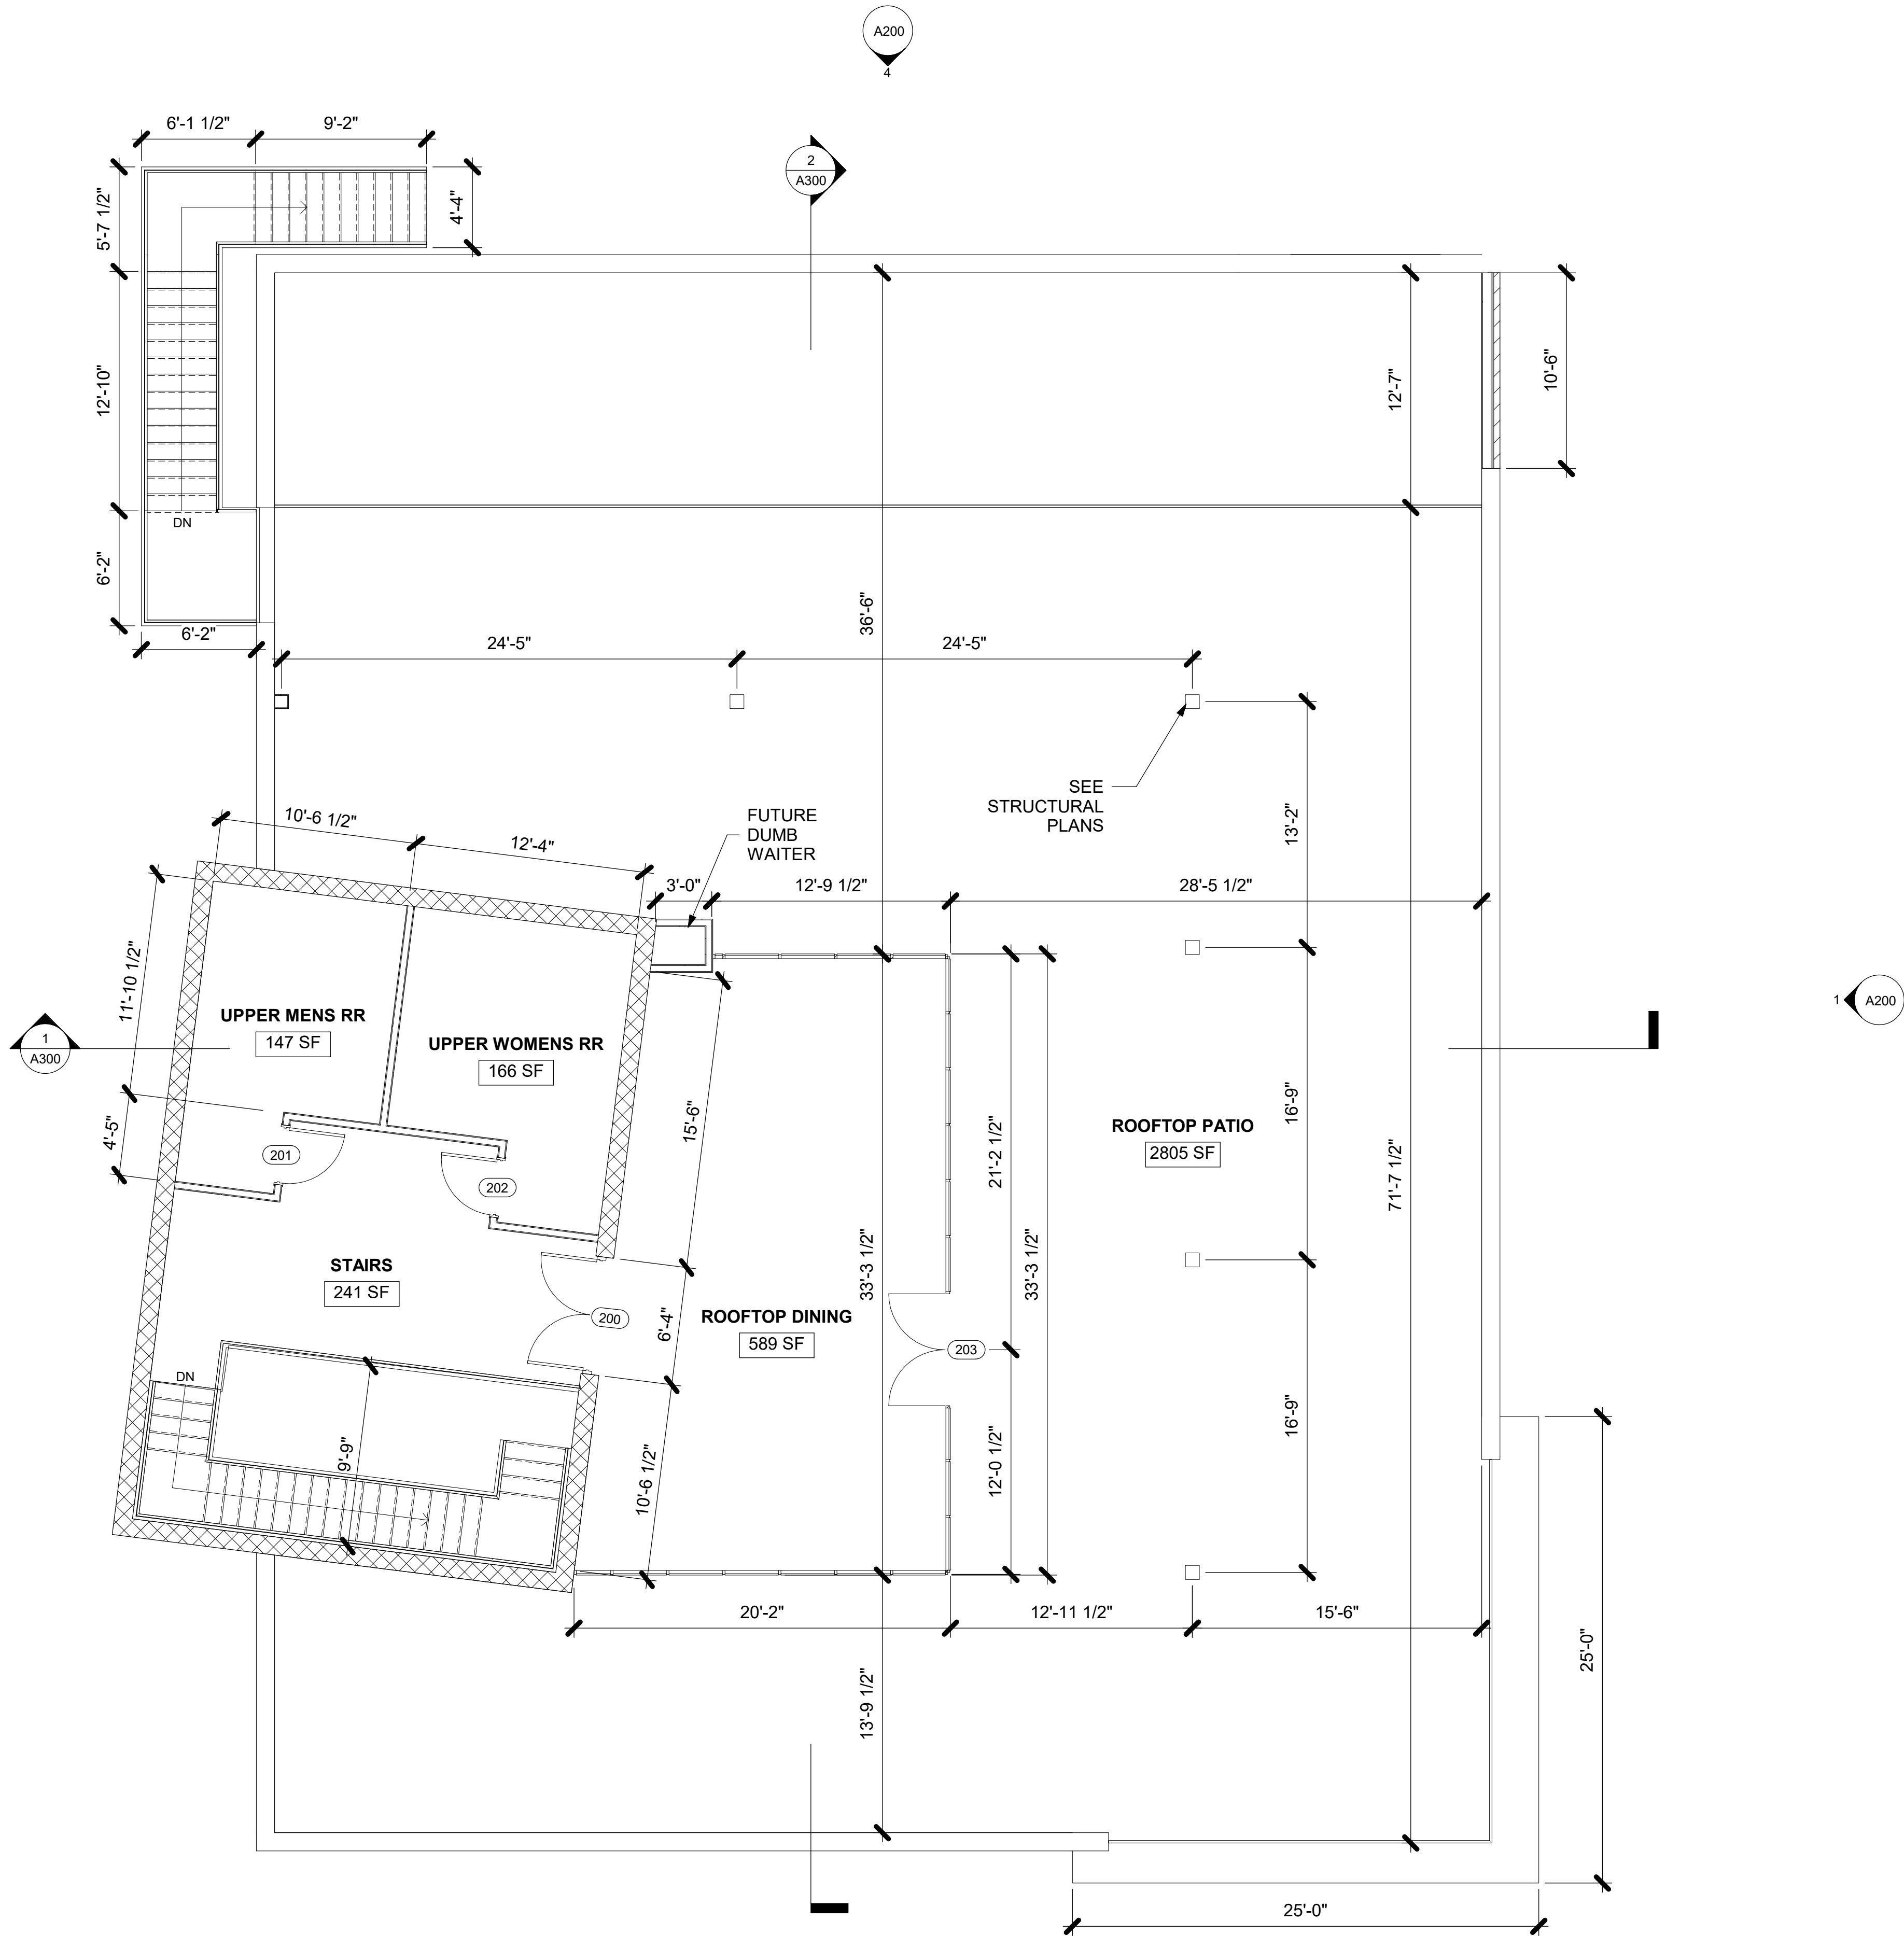 A200
4
6'-1 1/2"
9'-2"
2
A300
5'-7 1/2"
4'-4"
12'-10"
12'-7"
10'-6"
DN
6'-2"
6'-2"
36'-6"
24'-5"
24'-5"
SEE
STRUCTURAL
PLANS
13'-2"
10'-6 1/2"
12'-4"
FUTURE
DUMB
WAITER
3'-0"
12'-9 1/2"
28'-5 1/2"
11'-10 1/2"
UPPER MENS RR
147 SF
UPPER WOMENS RR
166 SF
1
A300
1
A200
4'-5"
201
202
15'-6"
21'-2 1/2"
16'-9"
ROOFTOP PATIO
2805 SF
71'-7 1/2"
STAIRS
241 SF
33'-3 1/2"
33'-3 1/2"
200
6'-4"
ROOFTOP DINING
589 SF
203
DN
9'-9"
10'-6 1/2"
12'-0 1/2"
16'-9"
20'-2"
12'-11 1/2"
15'-6"
13'-9 1/2"
25'-0"
25'-0"